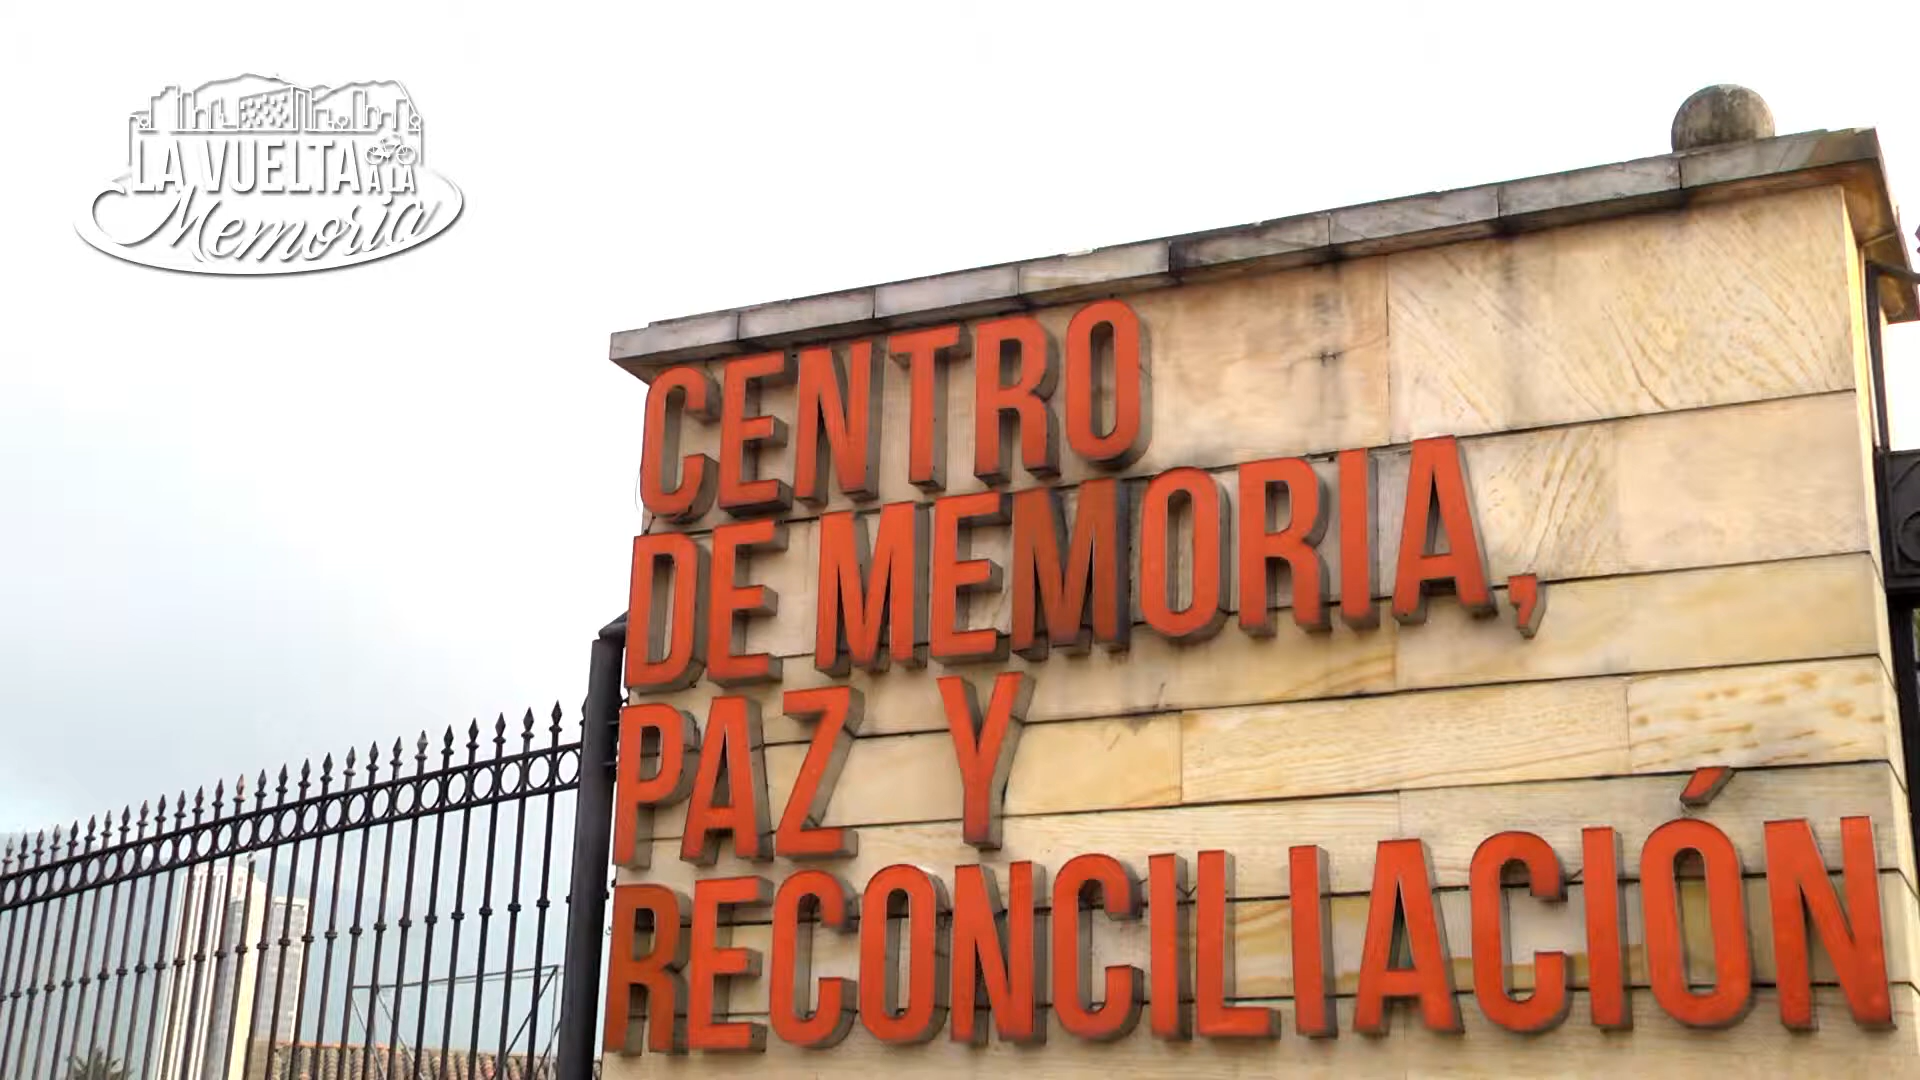 LA VUELTA
A LA
Memoria
CENTRO
DE MEMORIA,
PAZ Y
RECONCILIACIÓN